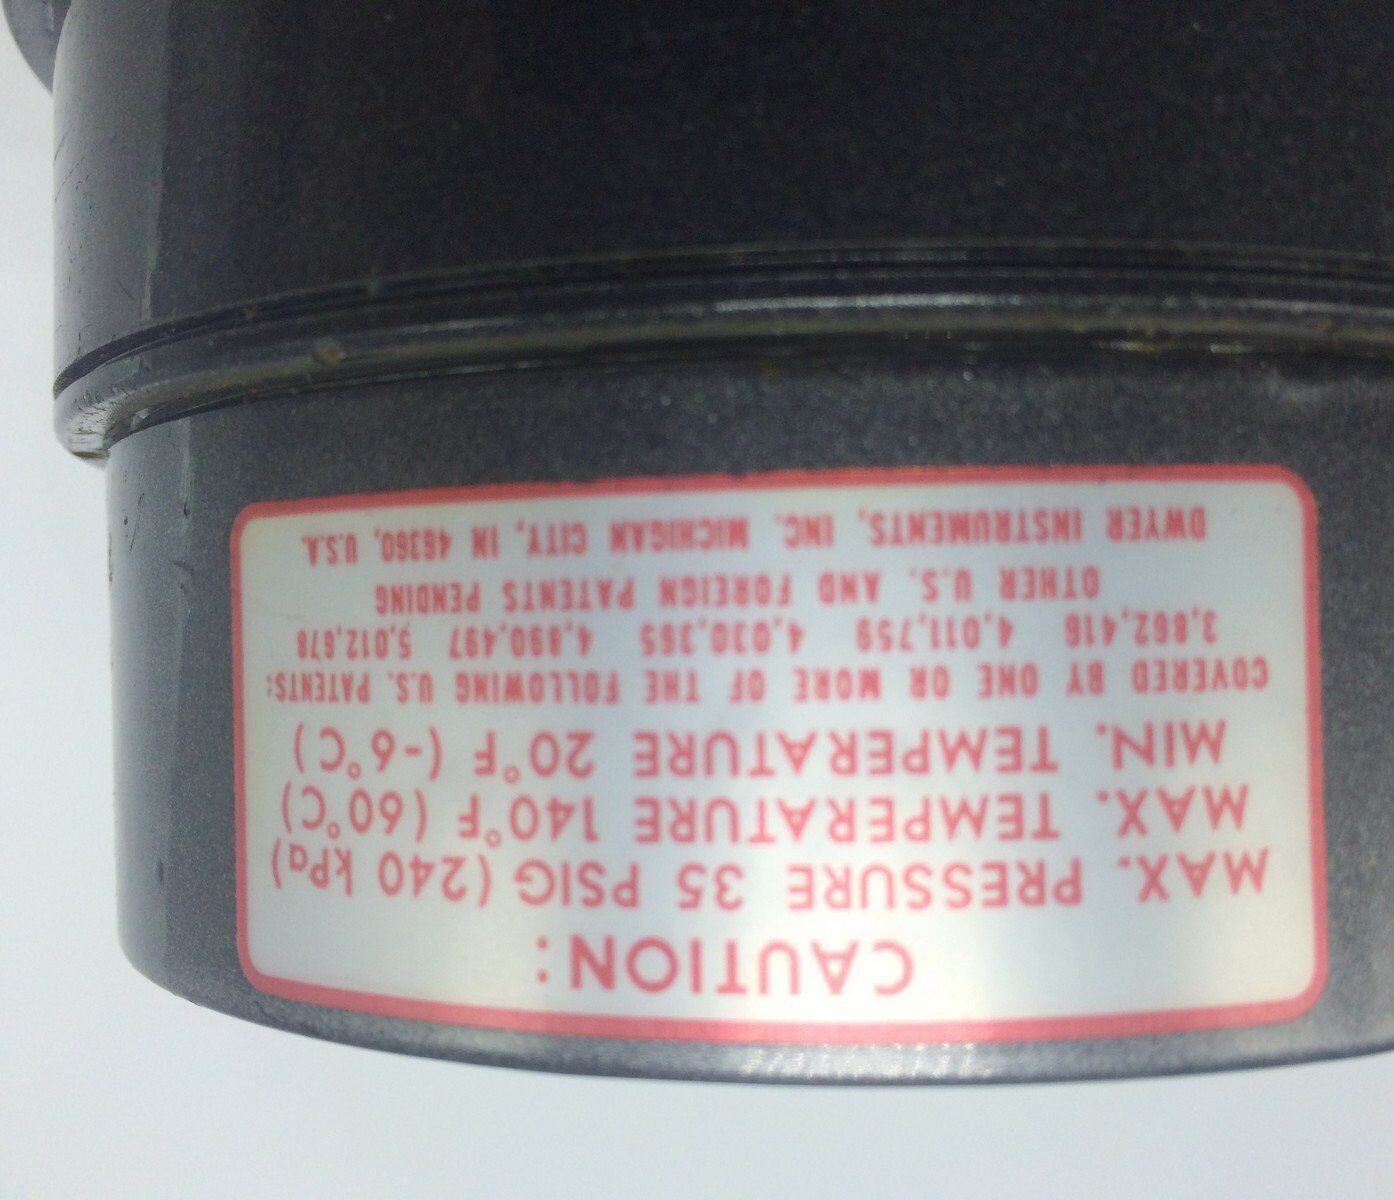 CAUTION:
MAX. PRESSURE 35 PSIG (240 kPa)
MAX. TEMPERATURE 140°F (60°C)
MIN. TEMPERATURE 20°F (-6°C)
COVERED BY ONE OR MORE OF THE FOLLOWING U.S. PATENTS:
3,862,416 4,011,759 4,030,365 4,890,497 5,012,678
OTHER U.S. AND FOREIGN PATENTS PENDING
DWYER INSTRUMENTS, INC. MICHIGAN CITY, IN 46360, U.S.A.